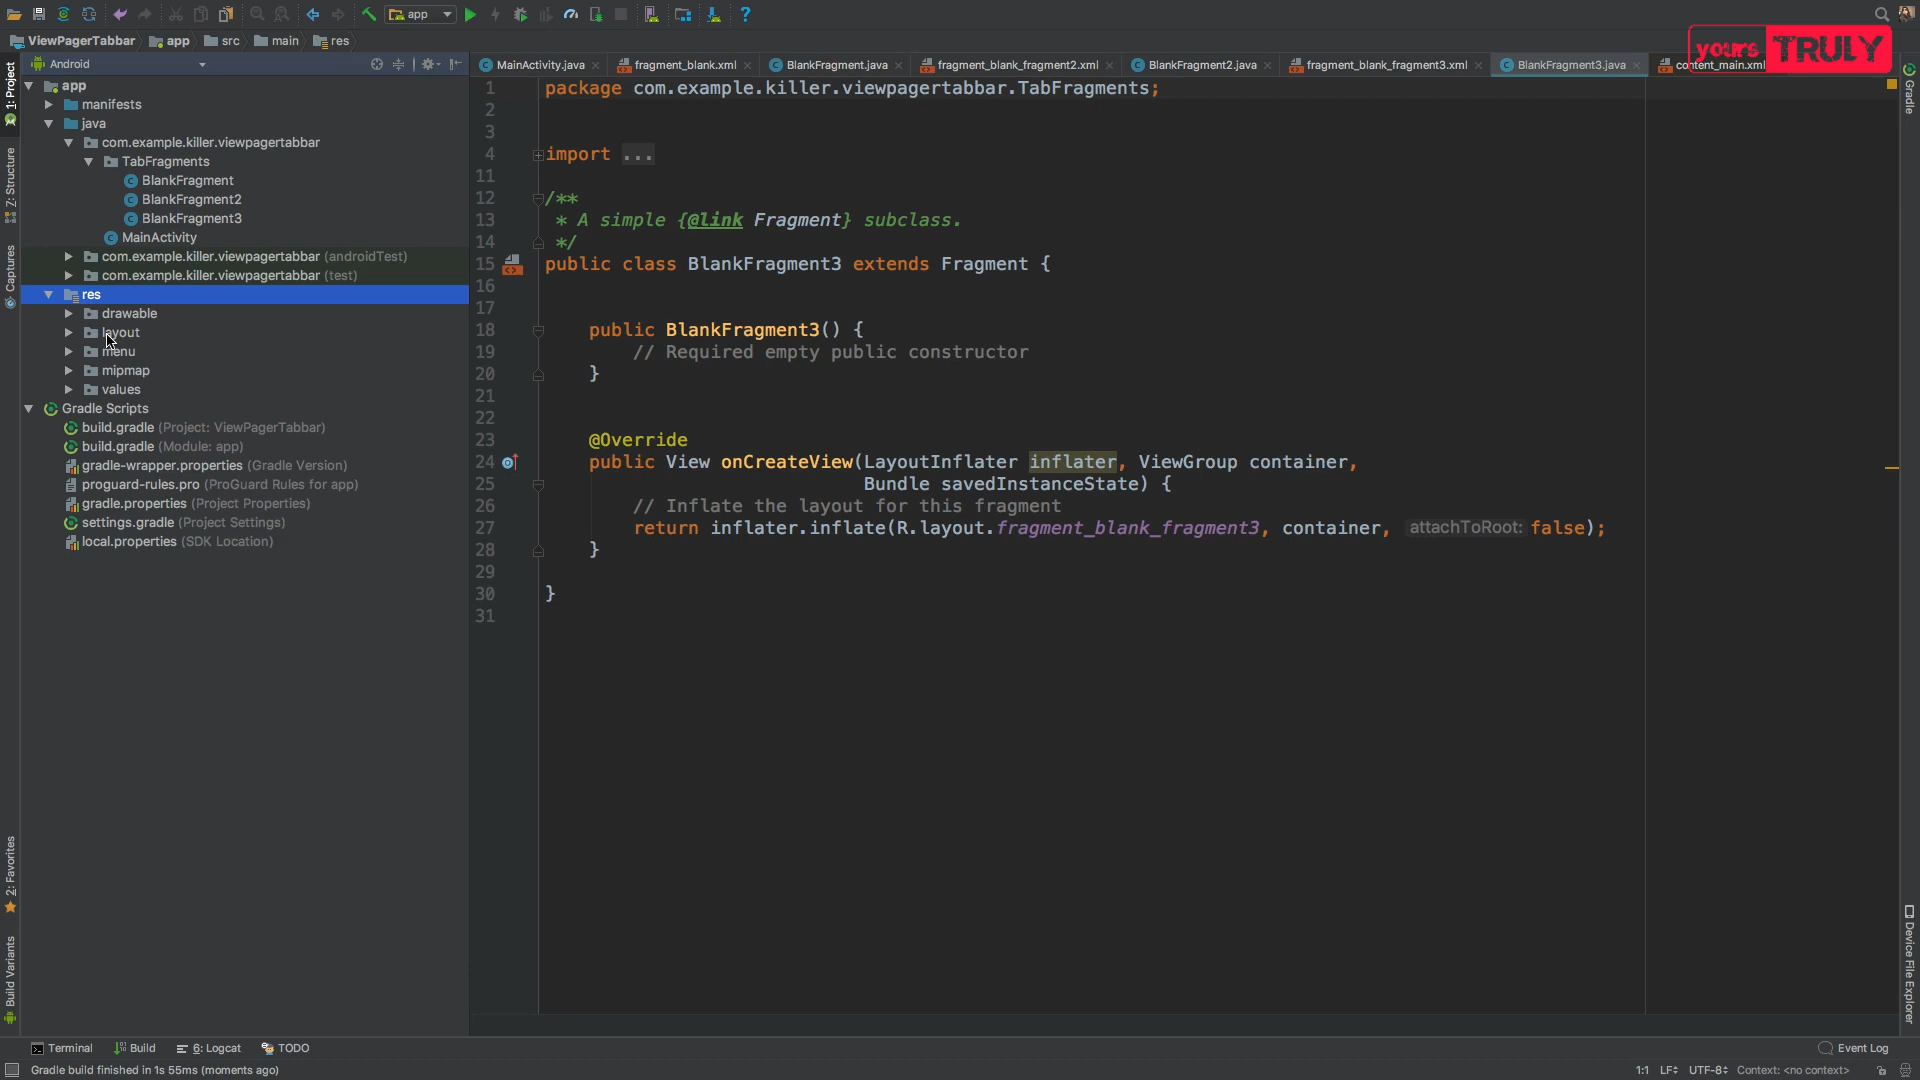 app
yours TRULY
ViewPagerTabbar
app
src
main
res
Android
MainActivity.java
fragment_blank.xml
BlankFragment.java
fragment_blank_fragment2.xml
BlankFragment2.java
fragment_blank_fragment3.xml
BlankFragment3.java
content_main.xml
1: Project
Z: Structure
Captures
2: Favorites
Build Variants
app
manifests
java
com.example.killer.viewpagertabbar
TabFragments
BlankFragment
BlankFragment2
BlankFragment3
MainActivity
com.example.killer.viewpagertabbar (androidTest)
com.example.killer.viewpagertabbar (test)
res
drawable
layout
menu
mipmap
values
Gradle Scripts
build.gradle (Project: ViewPagerTabbar)
build.gradle (Module: app)
gradle-wrapper.properties (Gradle Version)
proguard-rules.pro (ProGuard Rules for app)
gradle.properties (Project Properties)
settings.gradle (Project Settings)
local.properties (SDK Location)
1 package com.example.killer.viewpagertabbar.TabFragments;
2
3
4 import ...
11
12 /**
13 * A simple {@link Fragment} subclass.
14 */
15 public class BlankFragment3 extends Fragment {
16
17
18 public BlankFragment3() {
19 // Required empty public constructor
20 }
21
22
23 @Override
24 public View onCreateView(LayoutInflater inflater, ViewGroup container,
25 Bundle savedInstanceState) {
26 // Inflate the layout for this fragment
27 return inflater.inflate(R.layout.fragment_blank_fragment3, container, attachToRoot: false);
28 }
29
30 }
31
Gradle
Device File Explorer
Terminal
Build
6: Logcat
TODO
Event Log
Gradle build finished in 1s 55ms (moments ago)
1:1 LF÷ UTF-8÷ Context: <no context>